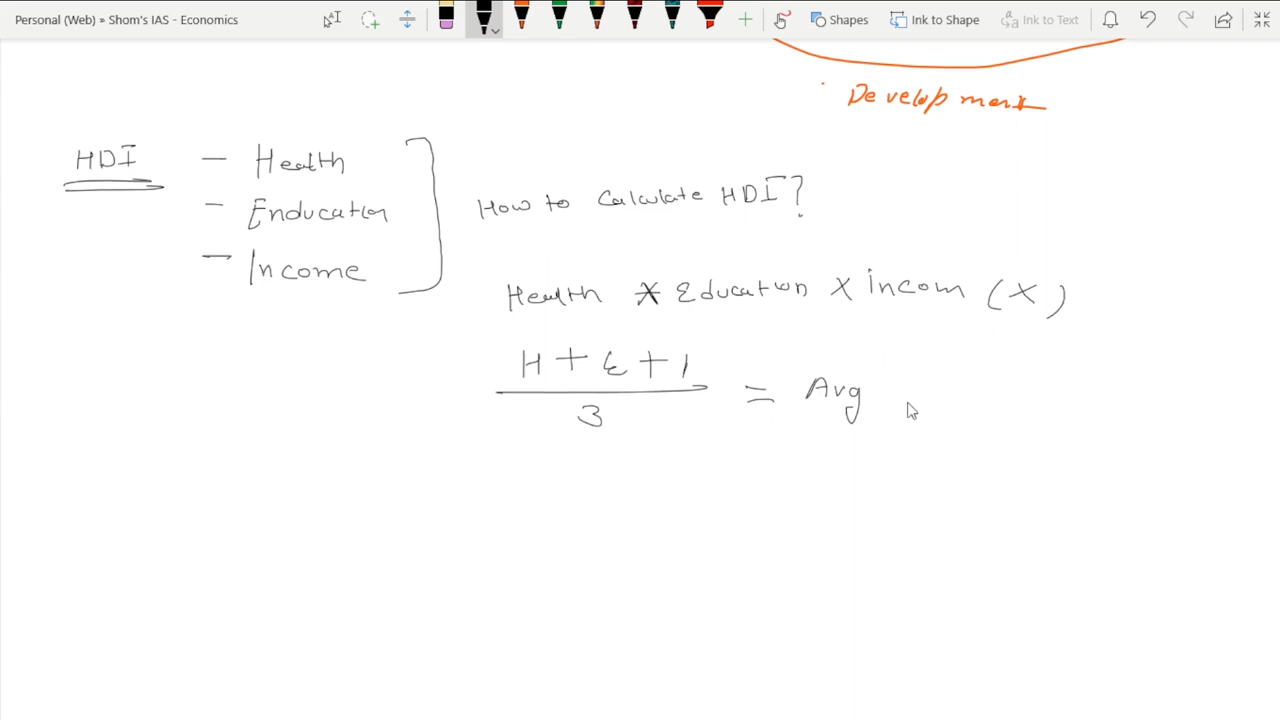 Personal (Web) » Shom's IAS - Economics
Shapes
Ink to Shape
Ink to Text
Development
HDI - Health
- Enducation
- Income
How to Calculate HDI?
Health * Education X incom (X)
H + E + I
3
= Avg